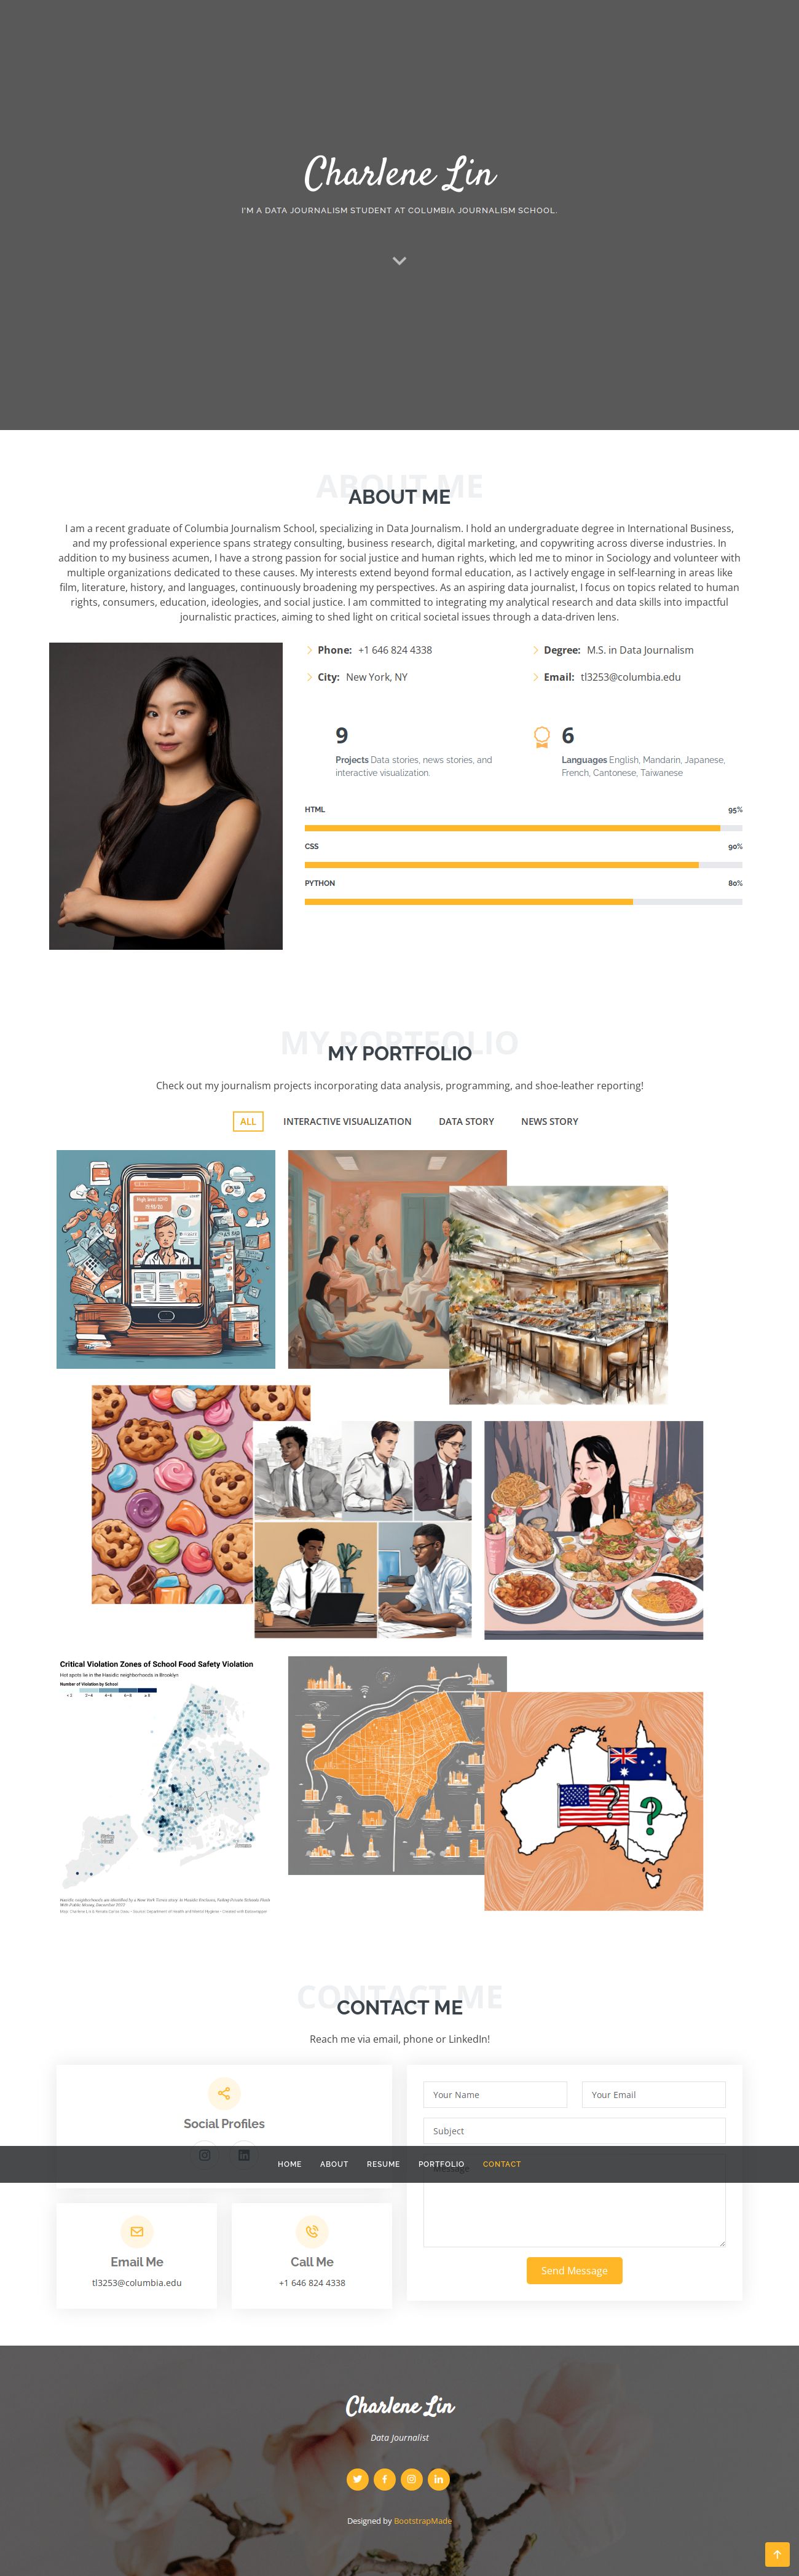 Charlene Lin
I'M A DATA JOURNALISM STUDENT AT COLUMBIA JOURNALISM SCHOOL.
ABOUT ME
ABOUT ME
I am a recent graduate of Columbia Journalism School, specializing in Data Journalism. I hold an undergraduate degree in International Business,
and my professional experience spans strategy consulting, business research, digital marketing, and copywriting across diverse industries. In
addition to my business acumen, I have a strong passion for social justice and human rights, which led me to minor in Sociology and volunteer with
multiple organizations dedicated to these causes. My interests extend beyond formal education, as I actively engage in self-learning in areas like
film, literature, history, and languages, continuously broadening my perspectives. As an aspiring data journalist, I focus on topics related to human
rights, consumers, education, ideologies, and social justice. I am committed to integrating my analytical research and data skills into impactful
journalistic practices, aiming to shed light on critical societal issues through a data-driven lens.
Phone: +1 646 824 4338
Degree: M.S. in Data Journalism
City: New York, NY
Email: tl3253@columbia.edu
9
Projects Data stories, news stories, and
interactive visualization.
6
Languages English, Mandarin, Japanese,
French, Cantonese, Taiwanese
HTML 95%
CSS 90%
PYTHON 80%
MY PORTFOLIO
MY PORTFOLIO
Check out my journalism projects incorporating data analysis, programming, and shoe-leather reporting!
ALL INTERACTIVE VISUALIZATION DATA STORY NEWS STORY
Critical Violation Zones of School Food Safety Violation
Hot spots lie in the Hasidic neighborhoods in Brooklyn
Number of Violation by School
CONTACT ME
CONTACT ME
Reach me via email, phone or LinkedIn!
Social Profiles
Your Name
Your Email
Subject
HOME ABOUT RESUME PORTFOLIO CONTACT
Email Me
tl3253@columbia.edu
Call Me
+1 646 824 4338
Send Message
Charlene Lin
Data Journalist
Designed by BootstrapMade